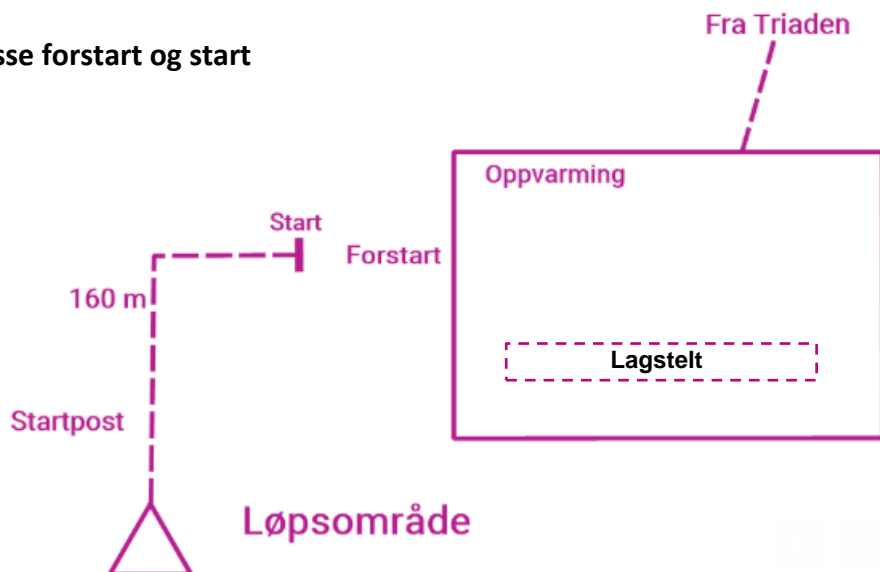 Fra Triaden
sse forstart og start
Oppvarming
Start
Forstart
160 m
Lagstelt
Startpost
Løpsområde